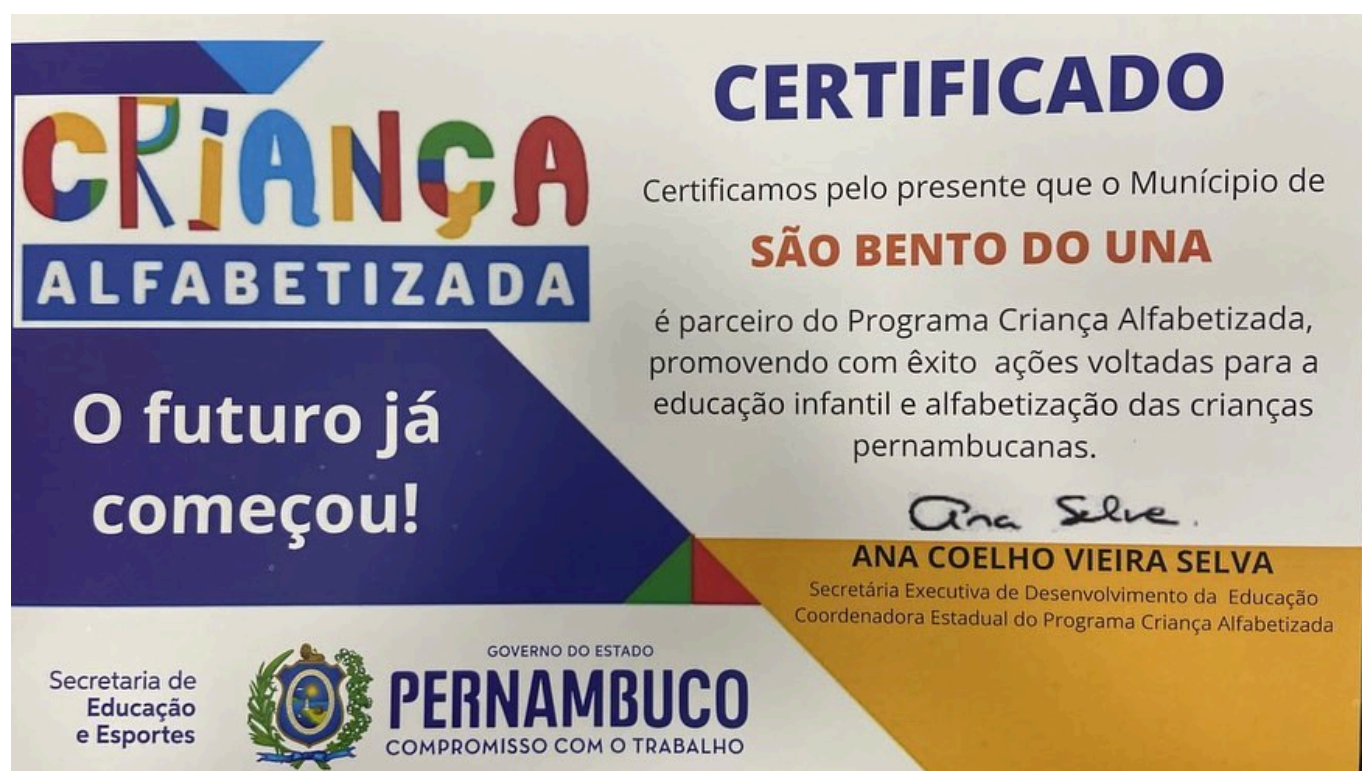 CRIANÇA
ALFABETIZADA
O futuro já
começou!
CERTIFICADO
Certificamos pelo presente que o Munícipio de
SÃO BENTO DO UNA
é parceiro do Programa Criança Alfabetizada,
promovendo com êxito ações voltadas para a
educação infantil e alfabetização das crianças
pernambucanas.
Ana Selva.
ANA COELHO VIEIRA SELVA
Secretária Executiva de Desenvolvimento da Educação
Coordenadora Estadual do Programa Criança Alfabetizada
Secretaria de
Educação
e Esportes
GOVERNO DO ESTADO
PERNAMBUCO
COMPROMISSO COM O TRABALHO